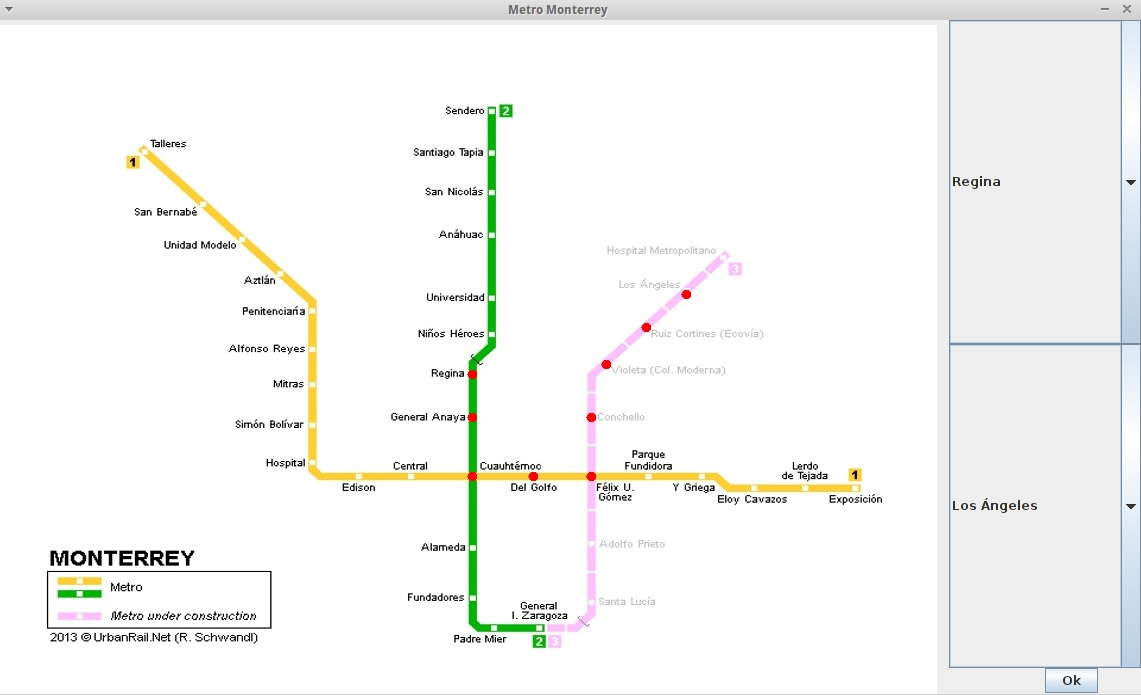 Metro Monterrey
Sendero
2
Talleres
1
Santiago Tapia
San Nicolás
San Bernabé
Anáhuac
Unidad Modelo
Hospital Metropolitano
3
Aztlán
Los Ángeles
Universidad
Penitenciaría
Niños Héroes
Ruiz Cortines (Ecovía)
Alfonso Reyes
Regina
Violeta (Col. Moderna)
Mitras
General Anaya
Conchello
Simón Bolívar
Hospital
Central
Cuauhtémoc
Parque
Fundidora
Lerdo
de Tejada
1
Edison
Del Golfo
Félix U.
Gómez
Y Griega
Eloy Cavazos
Exposición
Alameda
Adolfo Prieto
Fundadores
Santa Lucía
General
I. Zaragoza
Padre Mier
2
3
MONTERREY
Metro
Metro under construction
2013 © UrbanRail.Net (R. Schwandl)
Regina
Los Ángeles
Ok